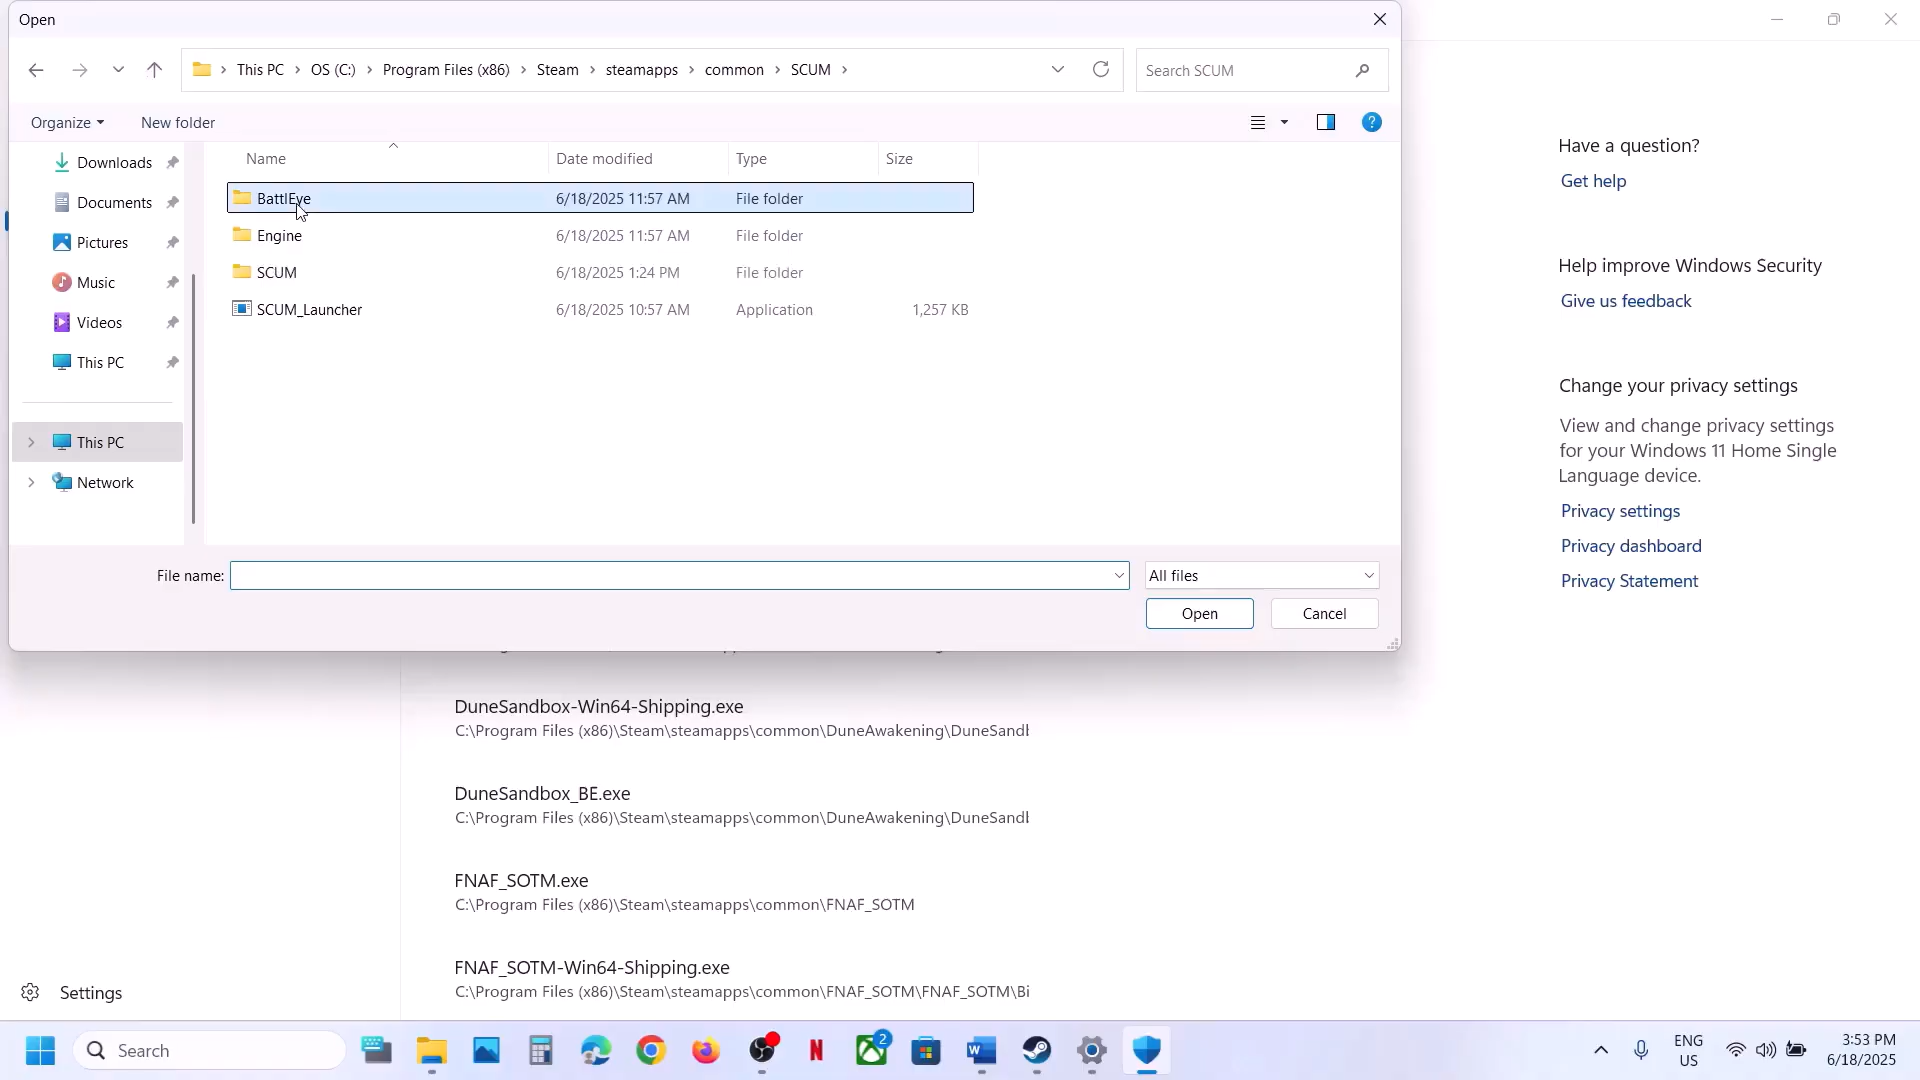 Open
This PC > OS (C:) > Program Files (x86) > Steam > steamapps > common > SCUM >
Search SCUM
Organize
New folder
Name
Date modified
Type
Size
Downloads
Documents
Pictures
Music
Videos
This PC
This PC
Network
BattlEye 6/18/2025 11:57 AM File folder
Engine 6/18/2025 11:57 AM File folder
SCUM 6/18/2025 1:24 PM File folder
SCUM_Launcher 6/18/2025 10:57 AM Application 1,257 KB
File name:
All files
Open
Cancel
Have a question?
Get help
Help improve Windows Security
Give us feedback
Change your privacy settings
View and change privacy settings
for your Windows 11 Home Single
Language device.
Privacy settings
Privacy dashboard
Privacy Statement
DuneSandbox-Win64-Shipping.exe
C:\Program Files (x86)\Steam\steamapps\common\DuneAwakening\DuneSandl
DuneSandbox_BE.exe
C:\Program Files (x86)\Steam\steamapps\common\DuneAwakening\DuneSandl
FNAF_SOTM.exe
C:\Program Files (x86)\Steam\steamapps\common\FNAF_SOTM
FNAF_SOTM-Win64-Shipping.exe
C:\Program Files (x86)\Steam\steamapps\common\FNAF_SOTM\FNAF_SOTM\Bi
Settings
Search
2
ENG
US
3:53 PM
6/18/2025